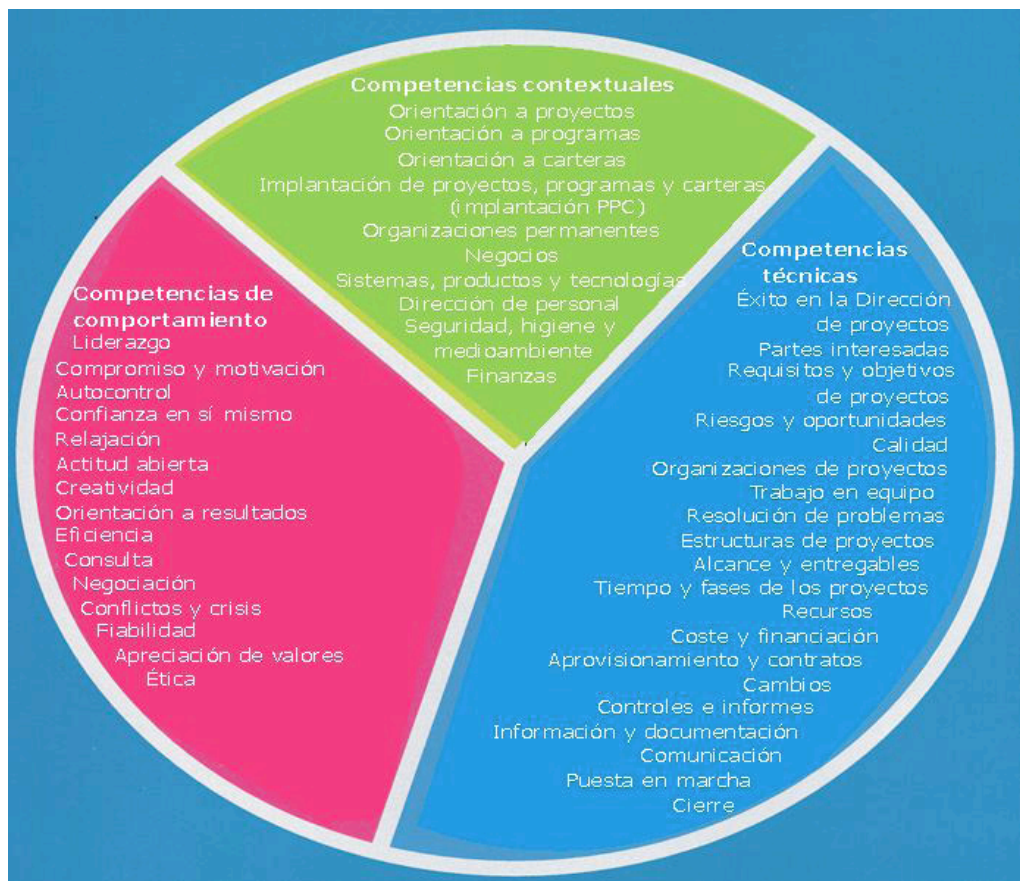 Competencias contextuales
Orientación a proyectos
Orientación a programas
Orientación a carteras
Implantación de proyectos, programas y carteras
(implantación PPC)
Organizaciones permanentes
Negocios
Sistemas, productos y tecnologías
Dirección de personal
Seguridad, higiene y
medioambiente
Finanzas
Competencias de
comportamiento
Liderazgo
Compromiso y motivación
Autocontrol
Confianza en sí mismo
Relajación
Actitud abierta
Creatividad
Orientación a resultados
Eficiencia
Consulta
Negociación
Conflictos y crisis
Fiabilidad
Apreciación de valores
Ética
Competencias
técnicas
Éxito en la Dirección
de proyectos
Partes interesadas
Requisitos y objetivos
de proyectos
Riesgos y oportunidades
Calidad
Organizaciones de proyectos
Trabajo en equipo
Resolución de problemas
Estructuras de proyectos
Alcance y entregables
Tiempo y fases de los proyectos
Recursos
Coste y financiación
Aprovisionamiento y contratos
Cambios
Controles e informes
Información y documentación
Comunicación
Puesta en marcha
Cierre